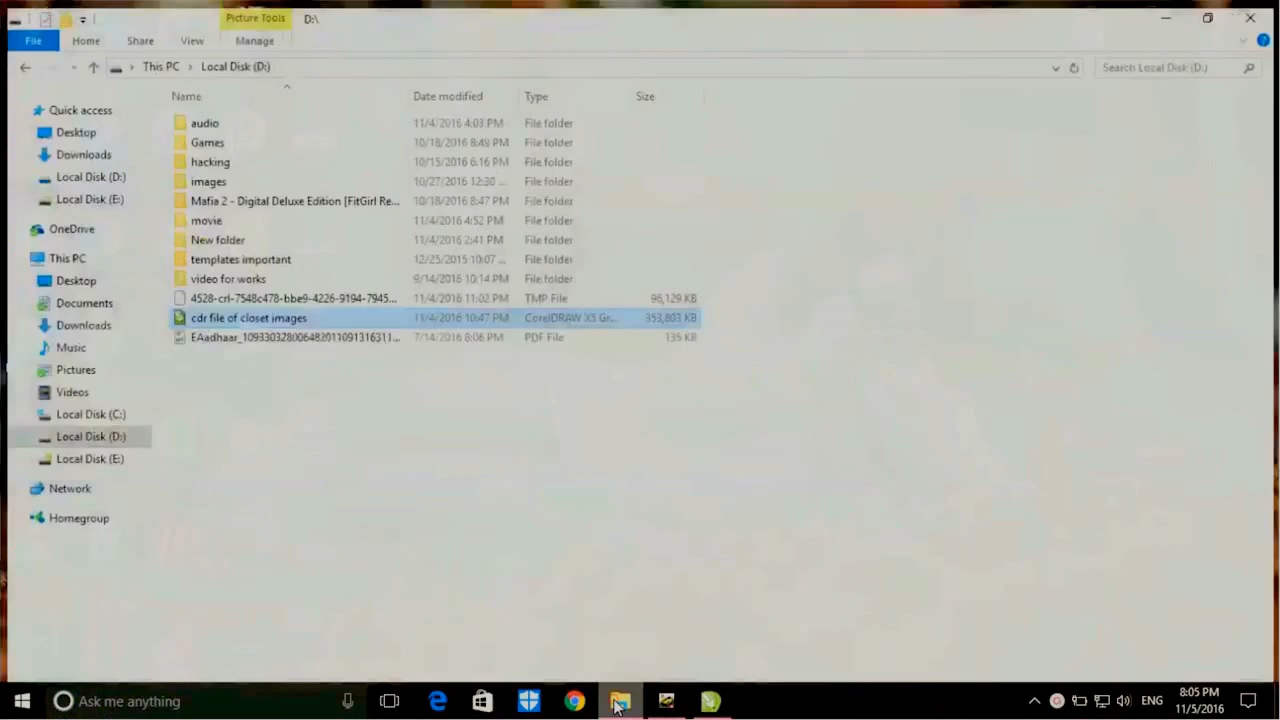 Picture Tools D:\
File Home Share View Manage
This PC Local Disk (D:) Search Local Disk (D:)
Name Date modified Type Size
Quick access
Desktop
Downloads
Local Disk (D:)
Local Disk (E:)
OneDrive
This PC
Desktop
Documents
Downloads
Music
Pictures
Videos
Local Disk (C:)
Local Disk (D:)
Local Disk (E:)
Network
Homegroup
audio 11/4/2016 4:03 PM File folder
Games 10/18/2016 8:49 PM File folder
hacking 10/15/2016 6:16 PM File folder
images 10/27/2016 12:30 ... File folder
Mafia 2 - Digital Deluxe Edition [FitGirl Re... 10/18/2016 8:47 PM File folder
movie 11/4/2016 4:52 PM File folder
New folder 11/4/2016 2:41 PM File folder
templates important 12/25/2015 10:07 ... File folder
video for works 9/14/2016 10:14 PM File folder
4528-crl-7548c478-bbe9-4226-9194-7945... 11/4/2016 11:02 PM TMP File 96,129 KB
cdr file of closet images 11/4/2016 10:47 PM CorelDRAW X5 Gr... 353,803 KB
7/14/2016 8:06 PM PDF File 135 KB
Ask me anything ENG 8:05 PM
11/5/2016